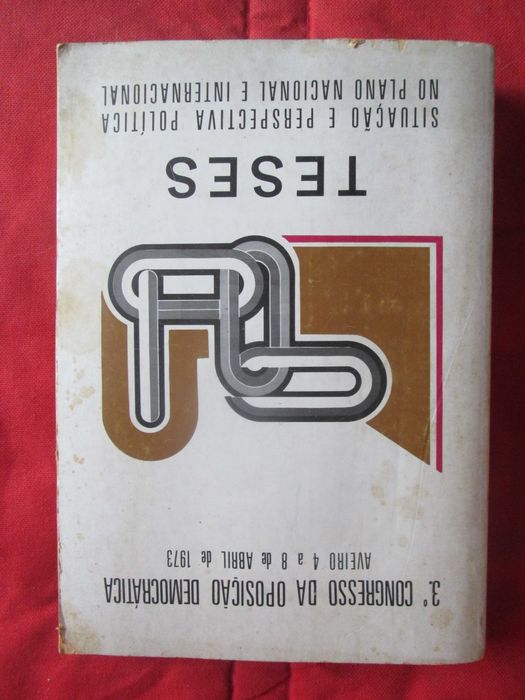 3.º CONGRESSO DA OPOSIÇÃO DEMOCRÁTICA
AVEIRO 4 a 8 de ABRIL de 1973
TESES
SITUAÇÃO E PERSPECTIVA POLÍTICA
NO PLANO NACIONAL E INTERNACIONAL